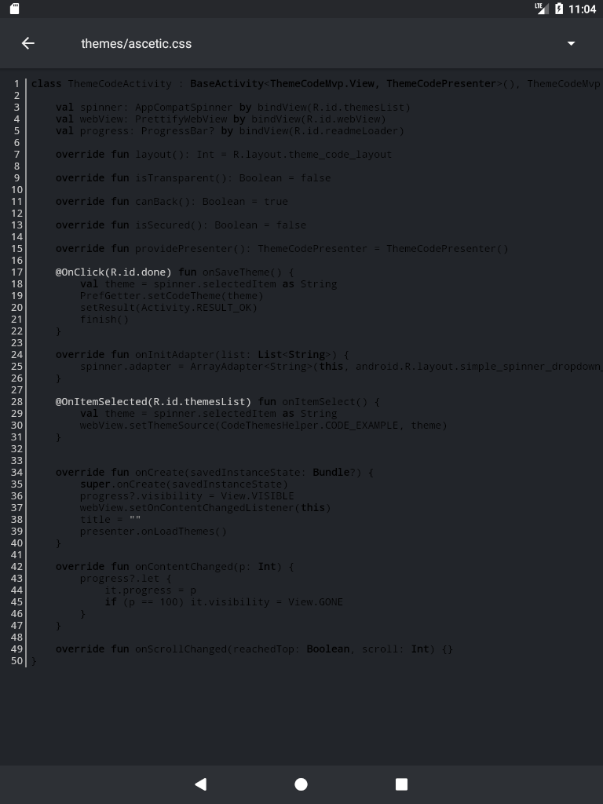 LTE 11:04
themes/ascetic.css
1 class ThemeCodeActivity : BaseActivity<ThemeCodeMvp.View, ThemeCodePresenter>(), ThemeCodeMvp
2
3 val spinner: AppCompatSpinner by bindView(R.id.themesList)
4 val webView: PrettifyWebView by bindView(R.id.webView)
5 val progress: ProgressBar? by bindView(R.id.readmeLoader)
6
7 override fun layout(): Int = R.layout.theme_code_layout
8
9 override fun isTransparent(): Boolean = false
10
11 override fun canBack(): Boolean = true
12
13 override fun isSecured(): Boolean = false
14
15 override fun providePresenter(): ThemeCodePresenter = ThemeCodePresenter()
16
17 @OnClick(R.id.done) fun onSaveTheme() {
18 val theme = spinner.selectedItem as String
19 PrefGetter.setCodeTheme(theme)
20 setResult(Activity.RESULT_OK)
21 finish()
22 }
23
24 override fun onInitAdapter(list: List<String>) {
25 spinner.adapter = ArrayAdapter<String>(this, android.R.layout.simple_spinner_dropdown_
26 }
27
28 @OnItemSelected(R.id.themesList) fun onItemSelect() {
29 val theme = spinner.selectedItem as String
30 webView.setThemeSource(CodeThemesHelper.CODE_EXAMPLE, theme)
31 }
32
33
34 override fun onCreate(savedInstanceState: Bundle?) {
35 super.onCreate(savedInstanceState)
36 progress?.visibility = View.VISIBLE
37 webView.setOnContentChangedListener(this)
38 title = ""
39 presenter.onLoadThemes()
40 }
41
42 override fun onContentChanged(p: Int) {
43 progress?.let {
44 it.progress = p
45 if (p == 100) it.visibility = View.GONE
46 }
47 }
48
49 override fun onScrollChanged(reachedTop: Boolean, scroll: Int) {}
50 }